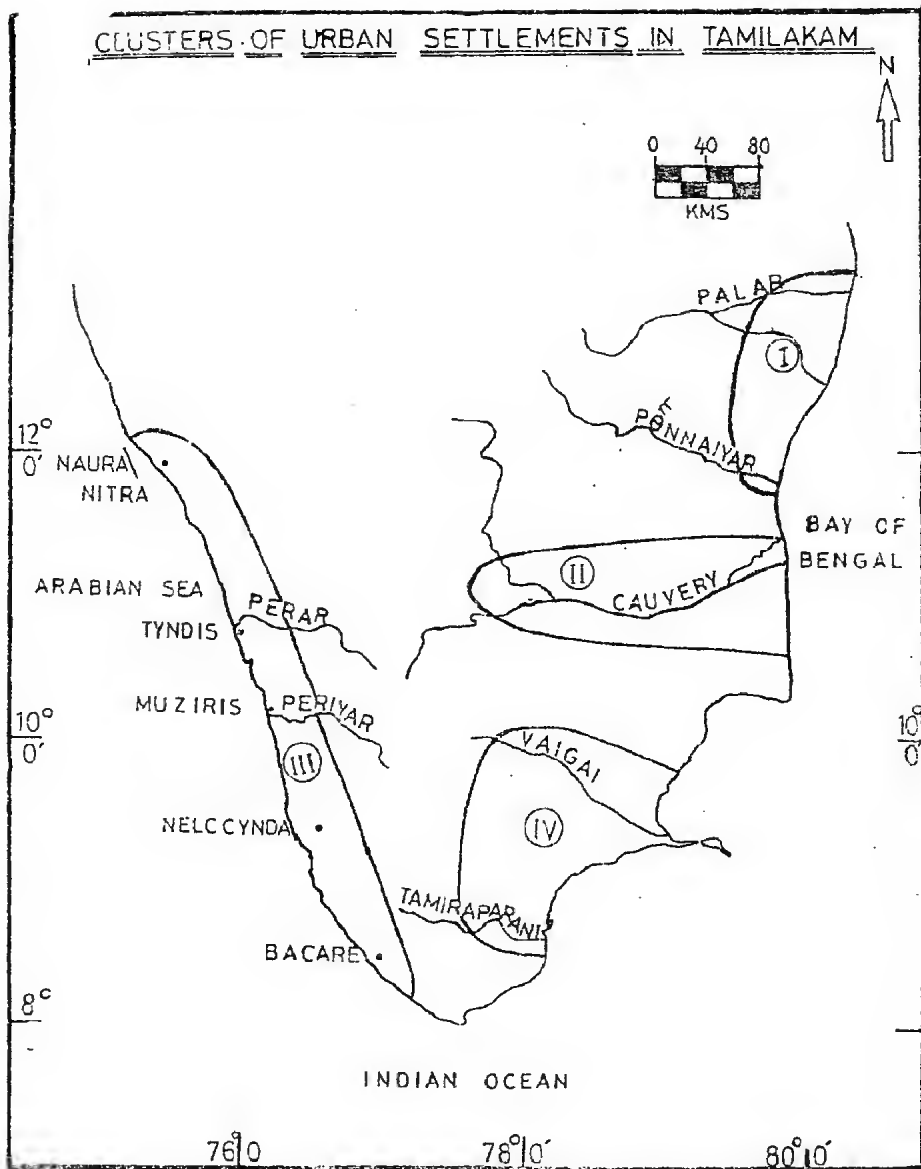 CLUSTERS OF URBAN SETTLEMENTS IN TAMILAKAM
N
0 40 80
KMS
PALAR
I
PONNAIYAR
12°
0'
NAURA
NITRA
BAY OF
BENGAL
II
CAUVERY
ARABIAN SEA
PERAR
TYNDIS
MUZIRIS
PERIYAR
10°
0'
10°
0'
VAIGAI
III
NELCCYNDA
IV
TAMIRAPARANI
BACARE
8°
INDIAN OCEAN
76°0
78°0'
80°0'